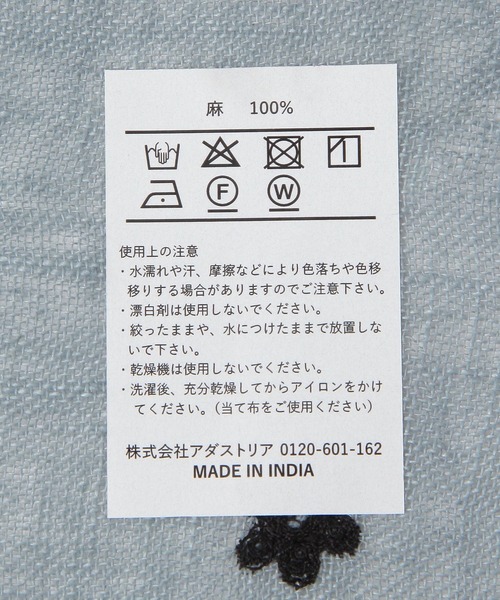 麻 100%
F W
使用上の注意
・水濡れや汗、摩擦などにより色落ちや色移
移りする場合がありますのでご注意下さい。
・漂白剤は使用しないでください。
・絞ったままや、水につけたままで放置しな
いで下さい。
・乾燥機は使用しないでください。
・洗濯後、充分乾燥してからアイロンをかけ
てください。（当て布をご使用ください）
株式会社アダストリア 0120-601-162
MADE IN INDIA